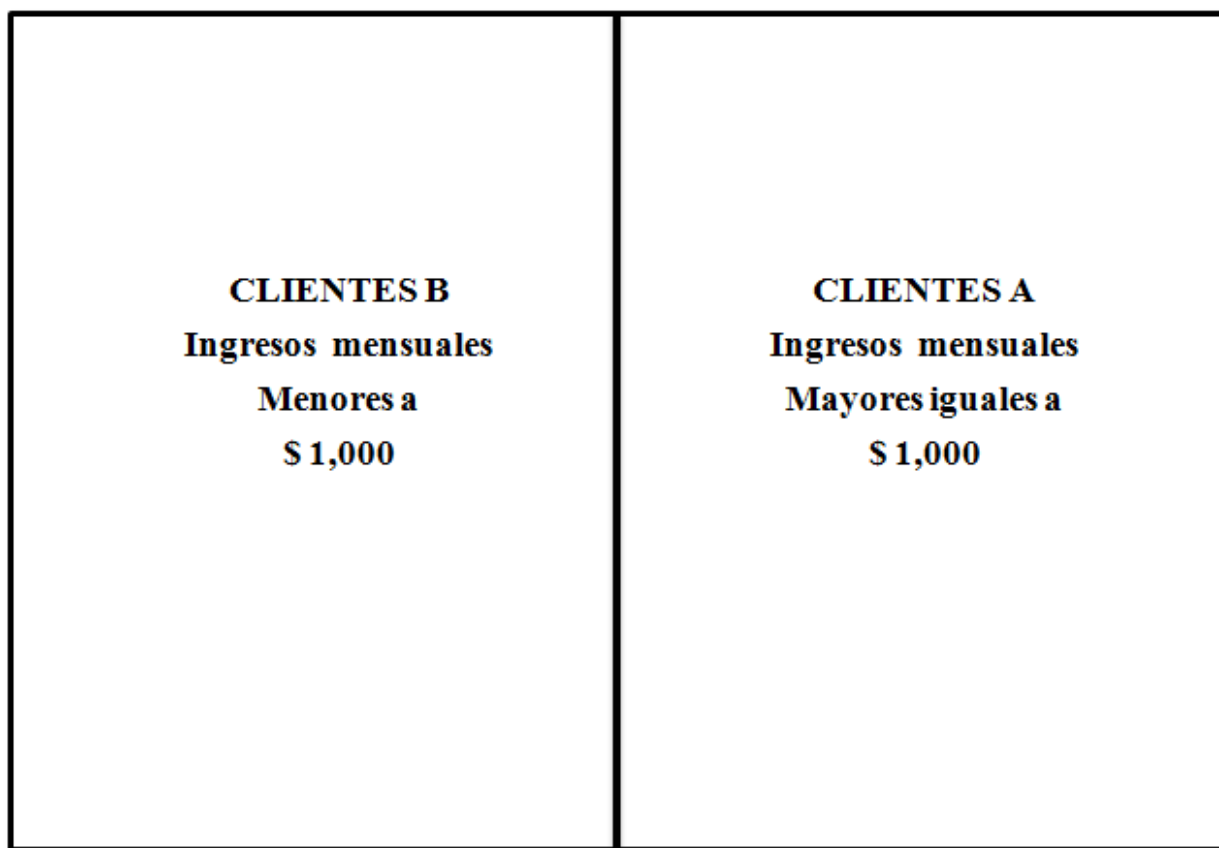 CLIENTES B
Ingresos mensuales
Menores a
$ 1,000
CLIENTES A
Ingresos mensuales
Mayores iguales a
$ 1,000